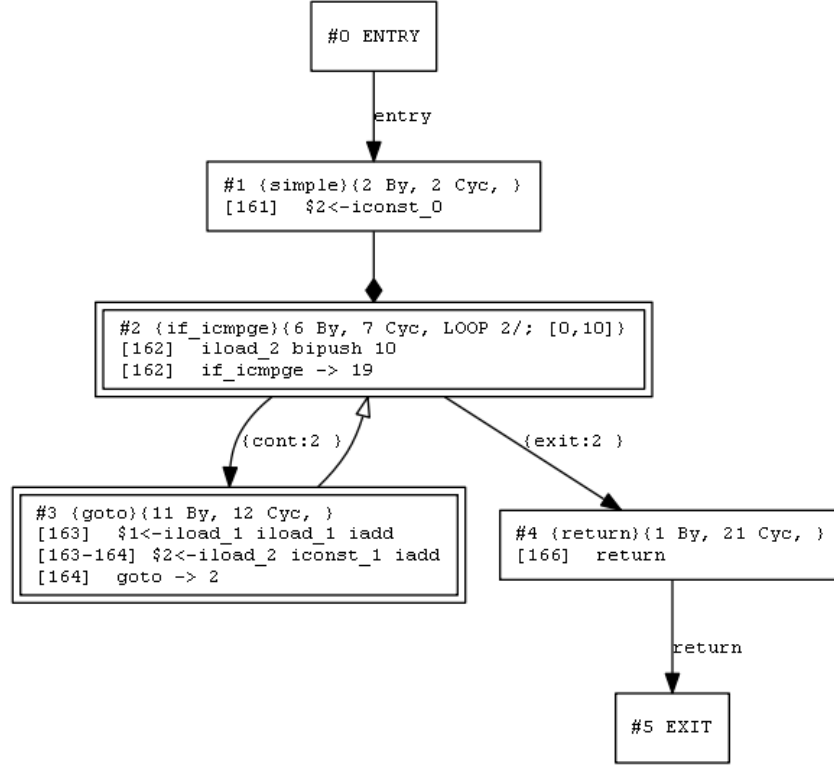 #0 ENTRY
entry
#1 {simple}{2 By, 2 Cyc, }
[161]  $2<-iconst_0
#2 {if_icmpge}{6 By, 7 Cyc, LOOP 2/; [0,10]}
[162]  iload_2 bipush 10
[162]  if_icmpge -> 19
{cont:2 }
{exit:2 }
#3 {goto}{11 By, 12 Cyc, }
[163]  $1<-iload_1 iload_1 iadd
[163-164] $2<-iload_2 iconst_1 iadd
[164]  goto -> 2
#4 {return}{1 By, 21 Cyc, }
[166]  return
return
#5 EXIT